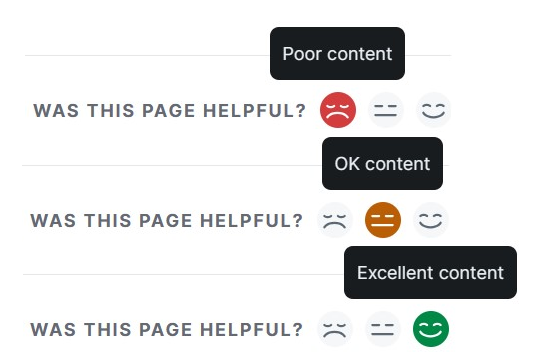 Poor content
WAS THIS PAGE HELPFUL?
OK content
WAS THIS PAGE HELPFUL?
Excellent content
WAS THIS PAGE HELPFUL?